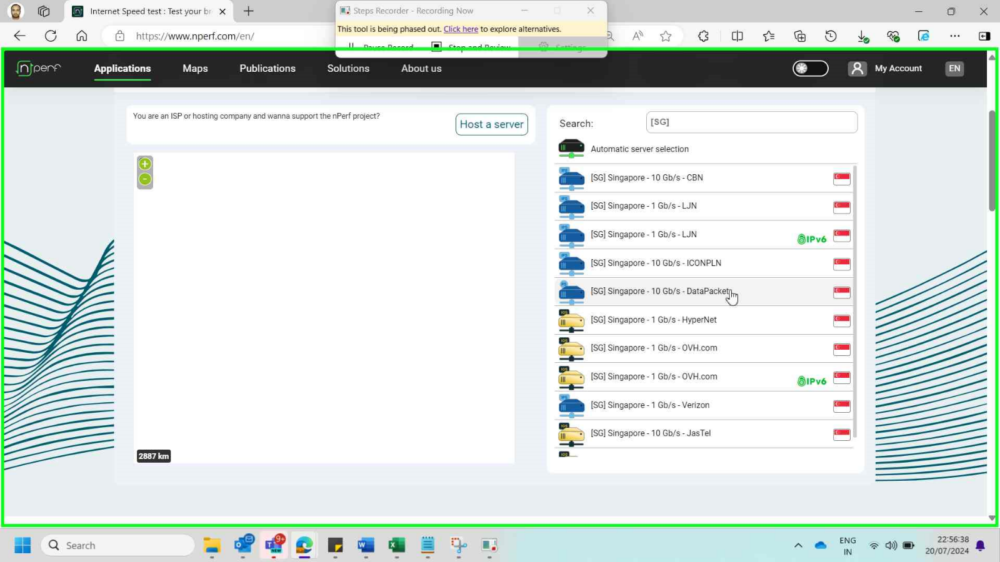 Internet Speed test : Test your br
Steps Recorder - Recording Now
This tool is being phased out. Click here to explore alternatives.
https://www.nperf.com/en/
Pause Record Stop and Review Settings
nperf Applications Maps Publications Solutions About us My Account EN
You are an ISP or hosting company and wanna support the nPerf project?
Host a server
2887 km
Search: [SG]
Automatic server selection
[SG] Singapore - 10 Gb/s - CBN
[SG] Singapore - 1 Gb/s - LJN
[SG] Singapore - 1 Gb/s - LJN IPv6
[SG] Singapore - 10 Gb/s - ICONPLN
[SG] Singapore - 10 Gb/s - DataPacket
[SG] Singapore - 1 Gb/s - HyperNet
[SG] Singapore - 1 Gb/s - OVH.com
[SG] Singapore - 1 Gb/s - OVH.com IPv6
[SG] Singapore - 1 Gb/s - Verizon
[SG] Singapore - 10 Gb/s - JasTel
Search
9+
NEW
ENG
IN
22:56:38
20/07/2024